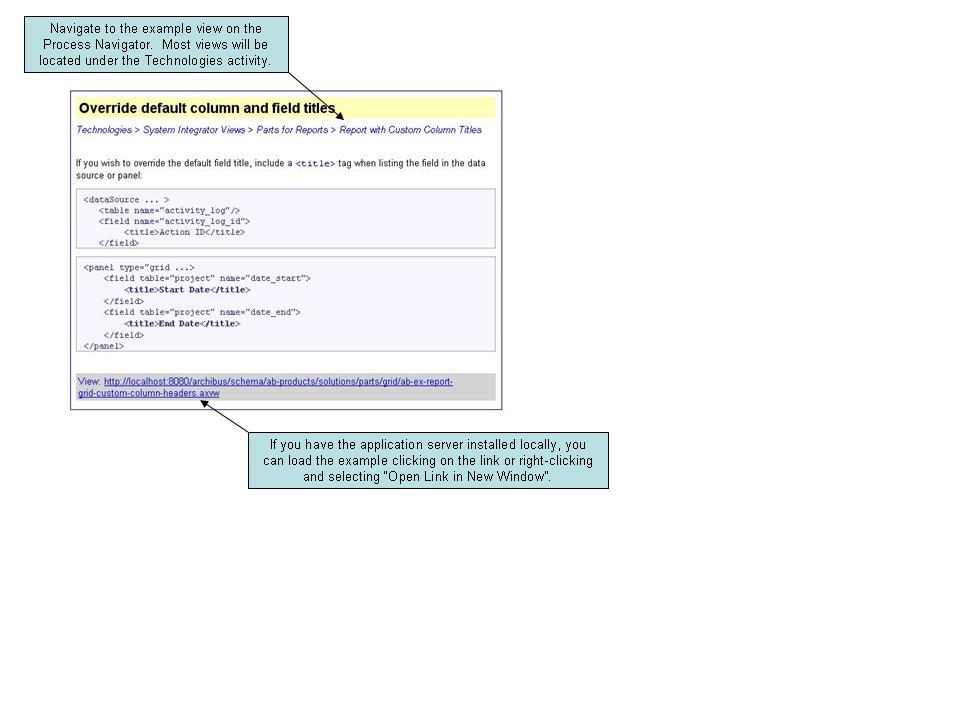 Navigate to the example view on the
Process Navigator.  Most views will be
located under the Technologies activity.
Override default column and field titles
Technologies > System Integrator Views > Parts for Reports > Report with Custom Column Titles
If you wish to override the default field title, include a <title> tag when listing the field in the data
source or panel:
<dataSource ... >
<table name="activity_log"/>
<field name="activity_log_id">
<title>Action ID</title>
</field>
<panel type="grid ...>
<field table="project" name="date_start">
<title>Start Date</title>
</field>
<field table="project" name="date_end">
<title>End Date</title>
</field>
</panel>
View: http://localhost:8080/archibus/schema/ab-products/solutions/parts/grid/ab-ex-report-
grid-custom-column-headers.axvw
If you have the application server installed locally, you
can load the example clicking on the link or right-clicking
and selecting "Open Link in New Window".